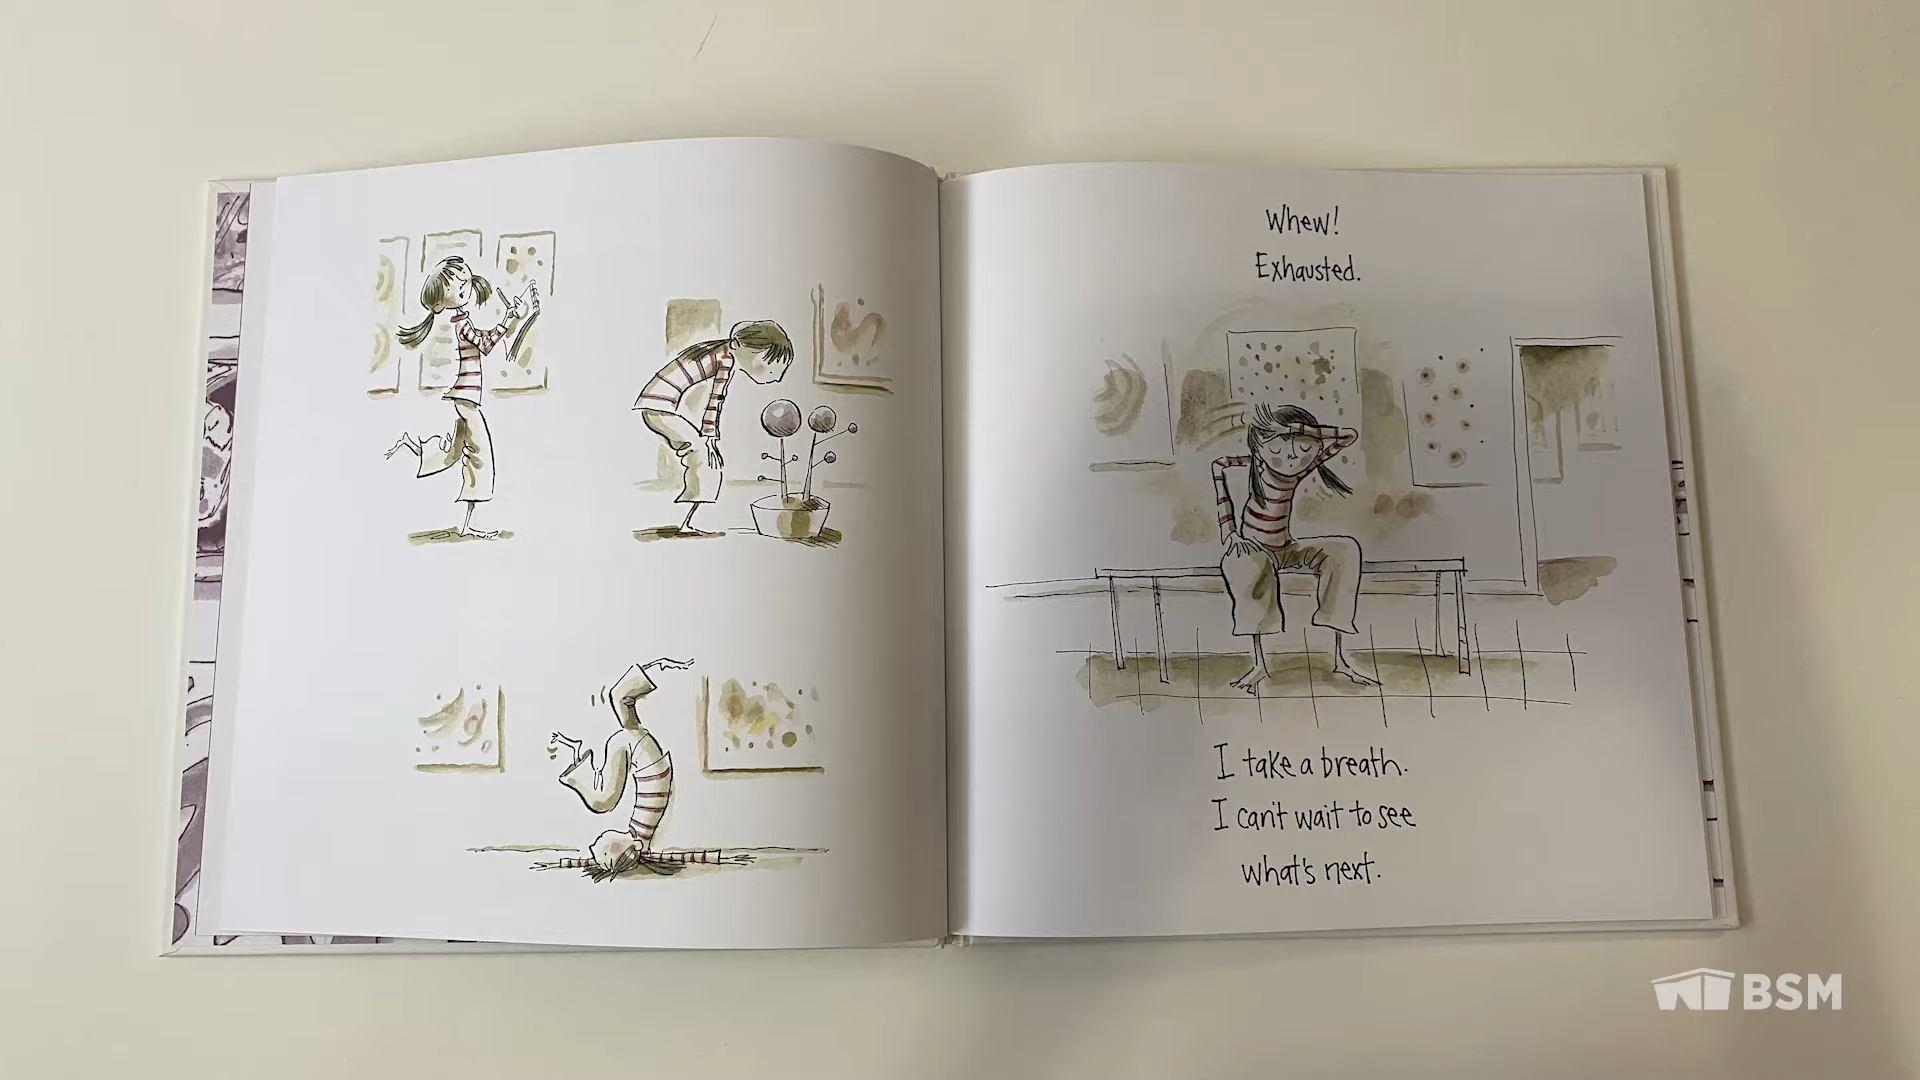 Whew!
Exhausted.
I take a breath.
I can't wait to see
what's next.
BSM